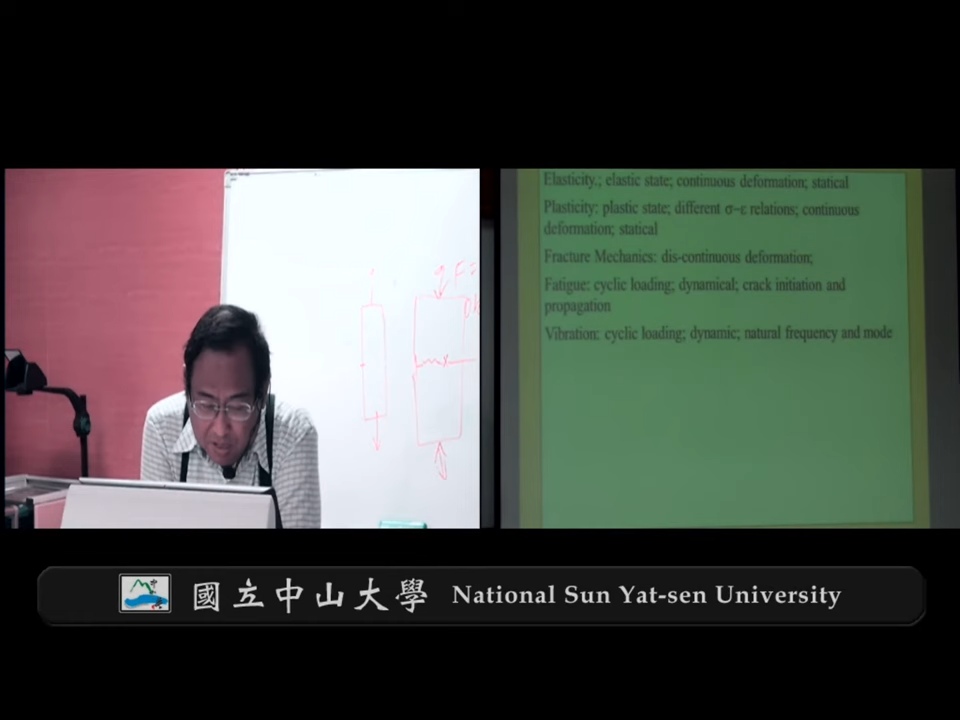 Elasticity.; elastic state; continuous deformation; statical
Plasticity: plastic state; different σ-ε relations; continuous
deformation; statical
Fracture Mechanics: dis-continuous deformation;
Fatigue: cyclic loading; dynamical; crack initiation and
propagation
Vibration: cyclic loading; dynamic; natural frequency and mode
F=
國立中山大學 National Sun Yat-sen University